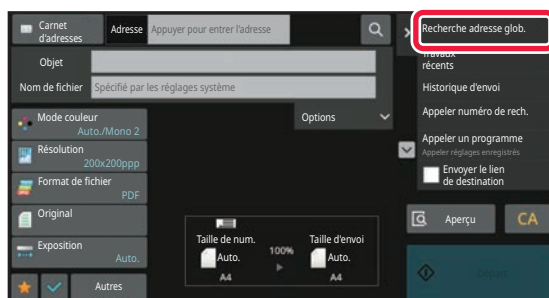 Carnet
d'adresses
Adresse
Appuyer pour entrer l'adresse
Objet
Nom de fichier
Spécifié par les réglages système
Mode couleur
Auto./Mono 2
Résolution
200x200ppp
Format de fichier
PDF
Original
Exposition
Auto.
Autres
Options
Taille de num.
Auto.
A4
100%
Taille d'envoi
Auto.
A4
Recherche adresse glob.
Travaux
récents
Historique d'envoi
Appeler numéro de rech.
Appeler un programme
Appeler réglages enregistrés
Envoyer le lien
de destination
Aperçu
CA
Départ